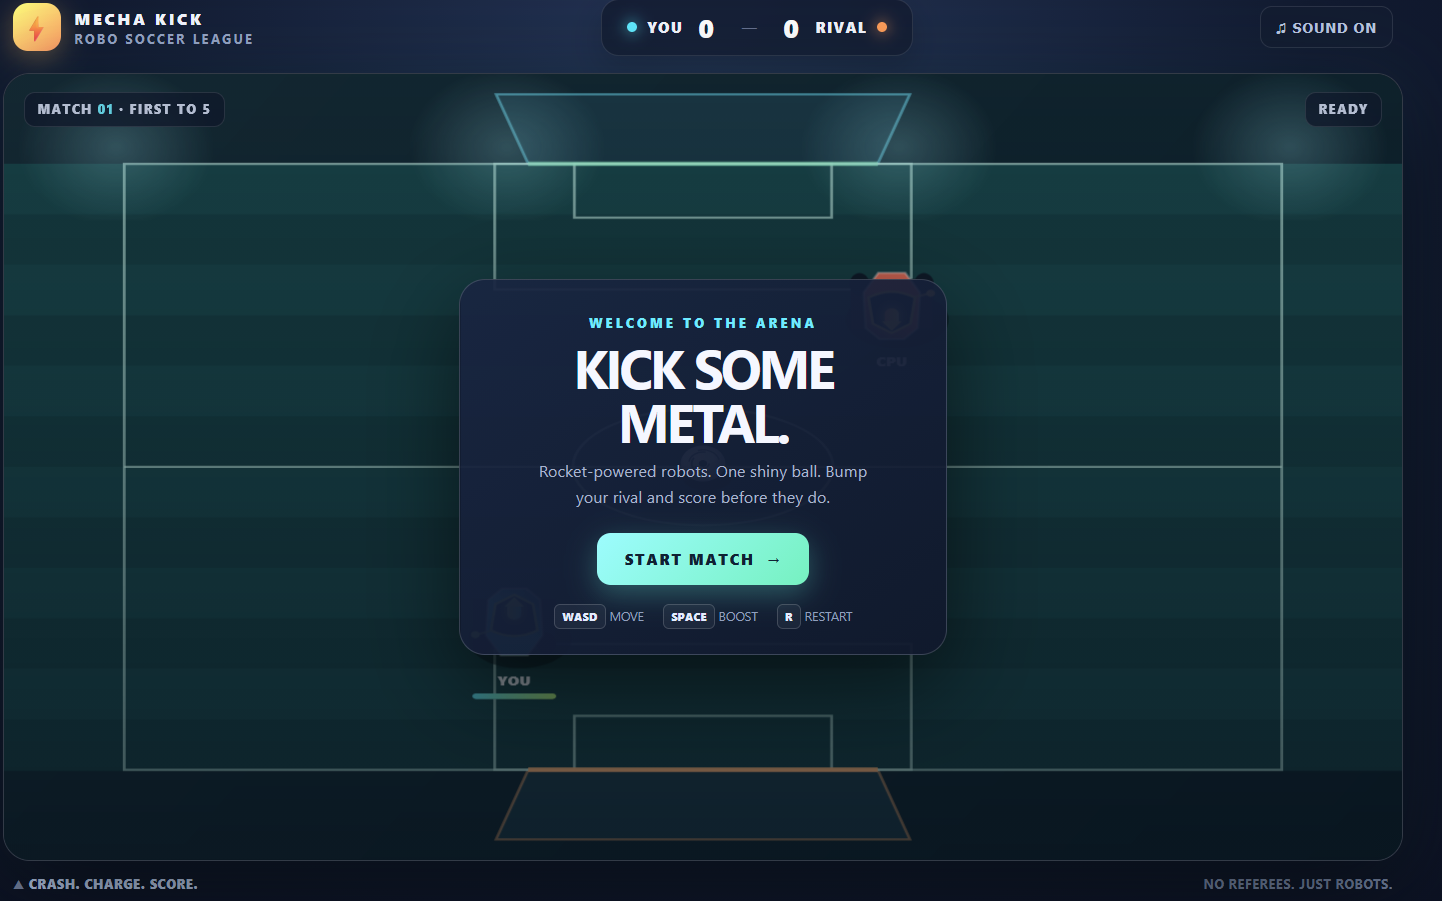 MECHA KICK
ROBO SOCCER LEAGUE
YOU 0 — 0 RIVAL
♫ SOUND ON
MATCH 01 · FIRST TO 5
READY
CPU
WELCOME TO THE ARENA
KICK SOME
METAL.
Rocket-powered robots. One shiny ball. Bump
your rival and score before they do.
START MATCH →
WASD MOVE SPACE BOOST R RESTART
YOU
▲ CRASH. CHARGE. SCORE.
NO REFEREES. JUST ROBOTS.